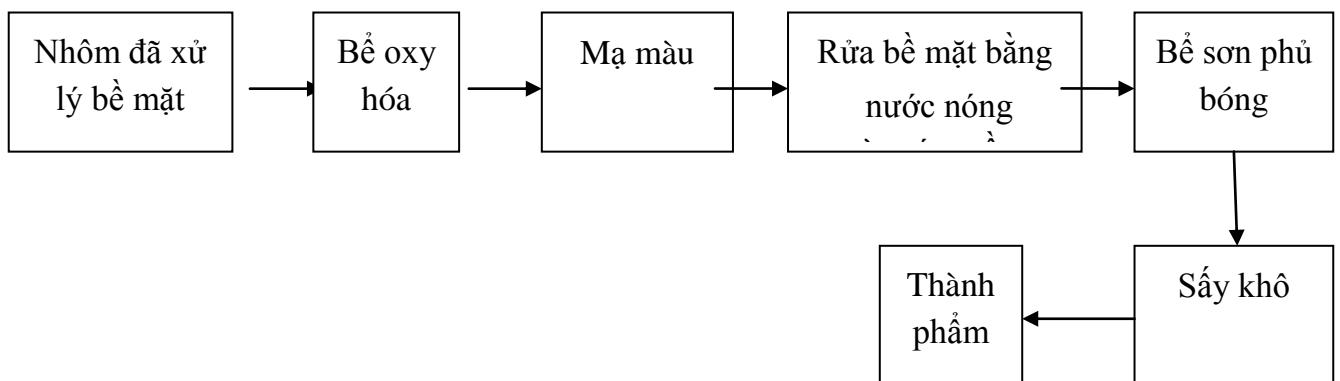 Nhôm đã xử
lý bề mặt
Bể oxy
hóa
Mạ màu
Rửa bề mặt bằng
nước nóng
Bể sơn phủ
bóng
Sấy khô
Thành
phẩm